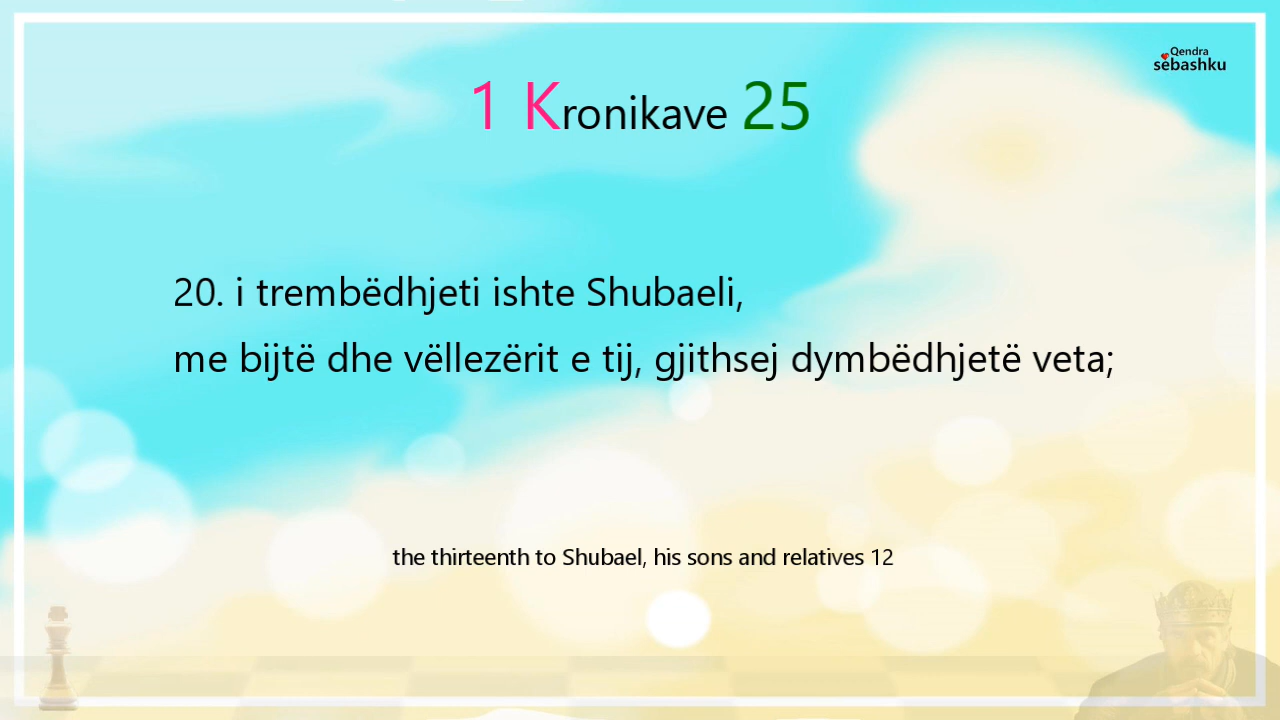 Qendra
sëbashku
1 Kronikave 25
20. i trembëdhjeti ishte Shubaeli,
me bijtë dhe vëllezërit e tij, gjithsej dymbëdhjetë veta;
the thirteenth to Shubael, his sons and relatives 12